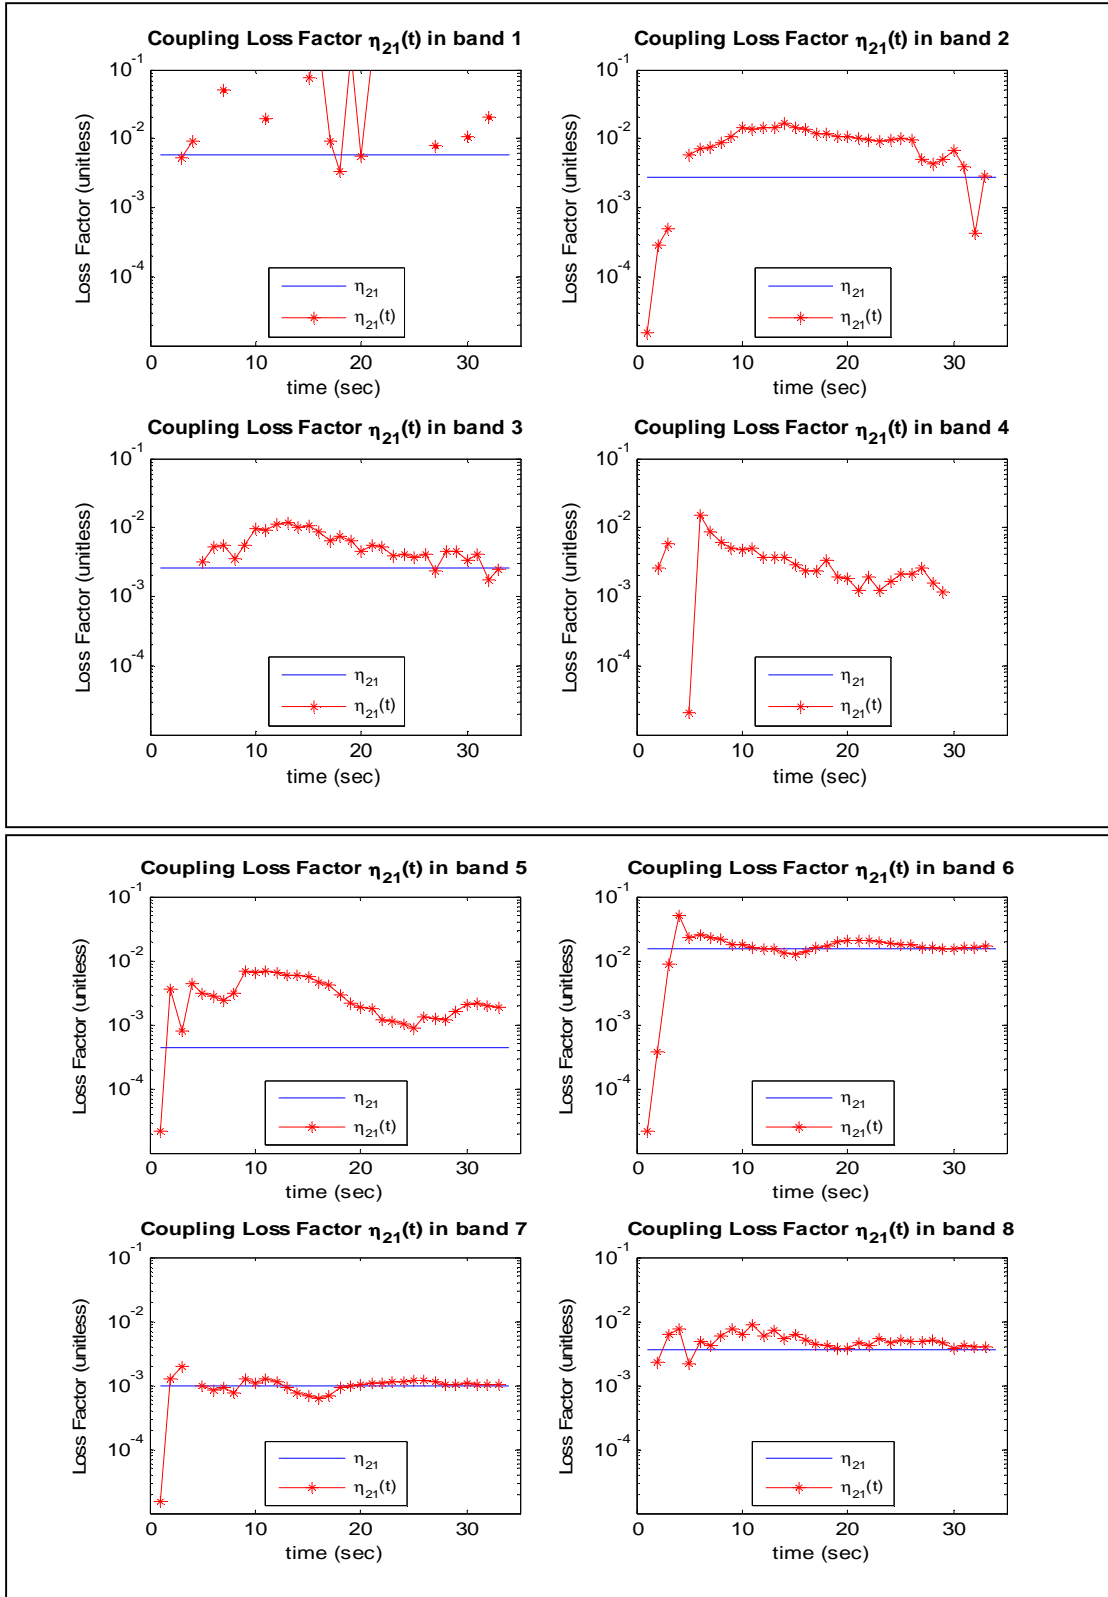 Coupling Loss Factor η21(t) in band 1
Loss Factor (unitless)
10-1
10-2
10-3
10-4
η21
η21(t)
0 10 20 30
time (sec)
Coupling Loss Factor η21(t) in band 2
Loss Factor (unitless)
10-1
10-2
10-3
10-4
η21
η21(t)
0 10 20 30
time (sec)
Coupling Loss Factor η21(t) in band 3
Loss Factor (unitless)
10-1
10-2
10-3
10-4
η21
η21(t)
0 10 20 30
time (sec)
Coupling Loss Factor η21(t) in band 4
Loss Factor (unitless)
10-1
10-2
10-3
10-4
η21
η21(t)
0 10 20 30
time (sec)
Coupling Loss Factor η21(t) in band 5
Loss Factor (unitless)
10-1
10-2
10-3
10-4
η21
η21(t)
0 10 20 30
time (sec)
Coupling Loss Factor η21(t) in band 6
Loss Factor (unitless)
10-1
10-2
10-3
10-4
η21
η21(t)
0 10 20 30
time (sec)
Coupling Loss Factor η21(t) in band 7
Loss Factor (unitless)
10-1
10-2
10-3
10-4
η21
η21(t)
0 10 20 30
time (sec)
Coupling Loss Factor η21(t) in band 8
Loss Factor (unitless)
10-1
10-2
10-3
10-4
η21
η21(t)
0 10 20 30
time (sec)